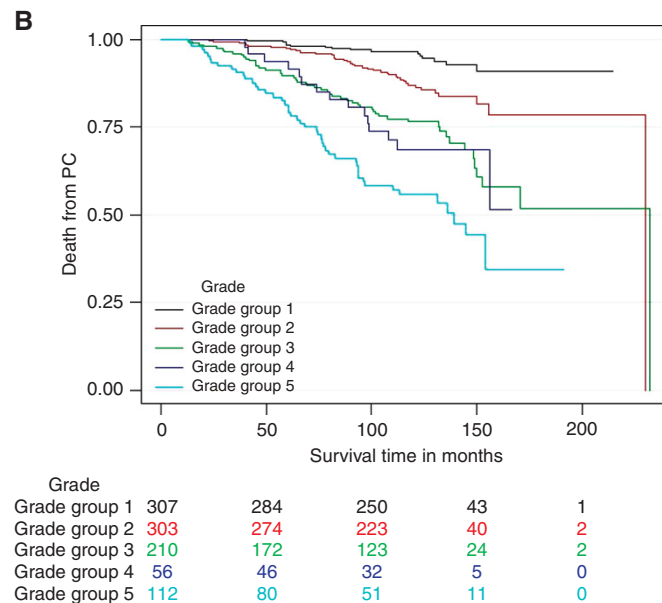 B
1.00
0.75
0.50
0.25
0.00
Death from PC
Grade
Grade group 1
Grade group 2
Grade group 3
Grade group 4
Grade group 5
0 50 100 150 200
Survival time in months
Grade
Grade group 1 307 284 250 43 1
Grade group 2 303 274 223 40 2
Grade group 3 210 172 123 24 2
Grade group 4 56 46 32 5 0
Grade group 5 112 80 51 11 0